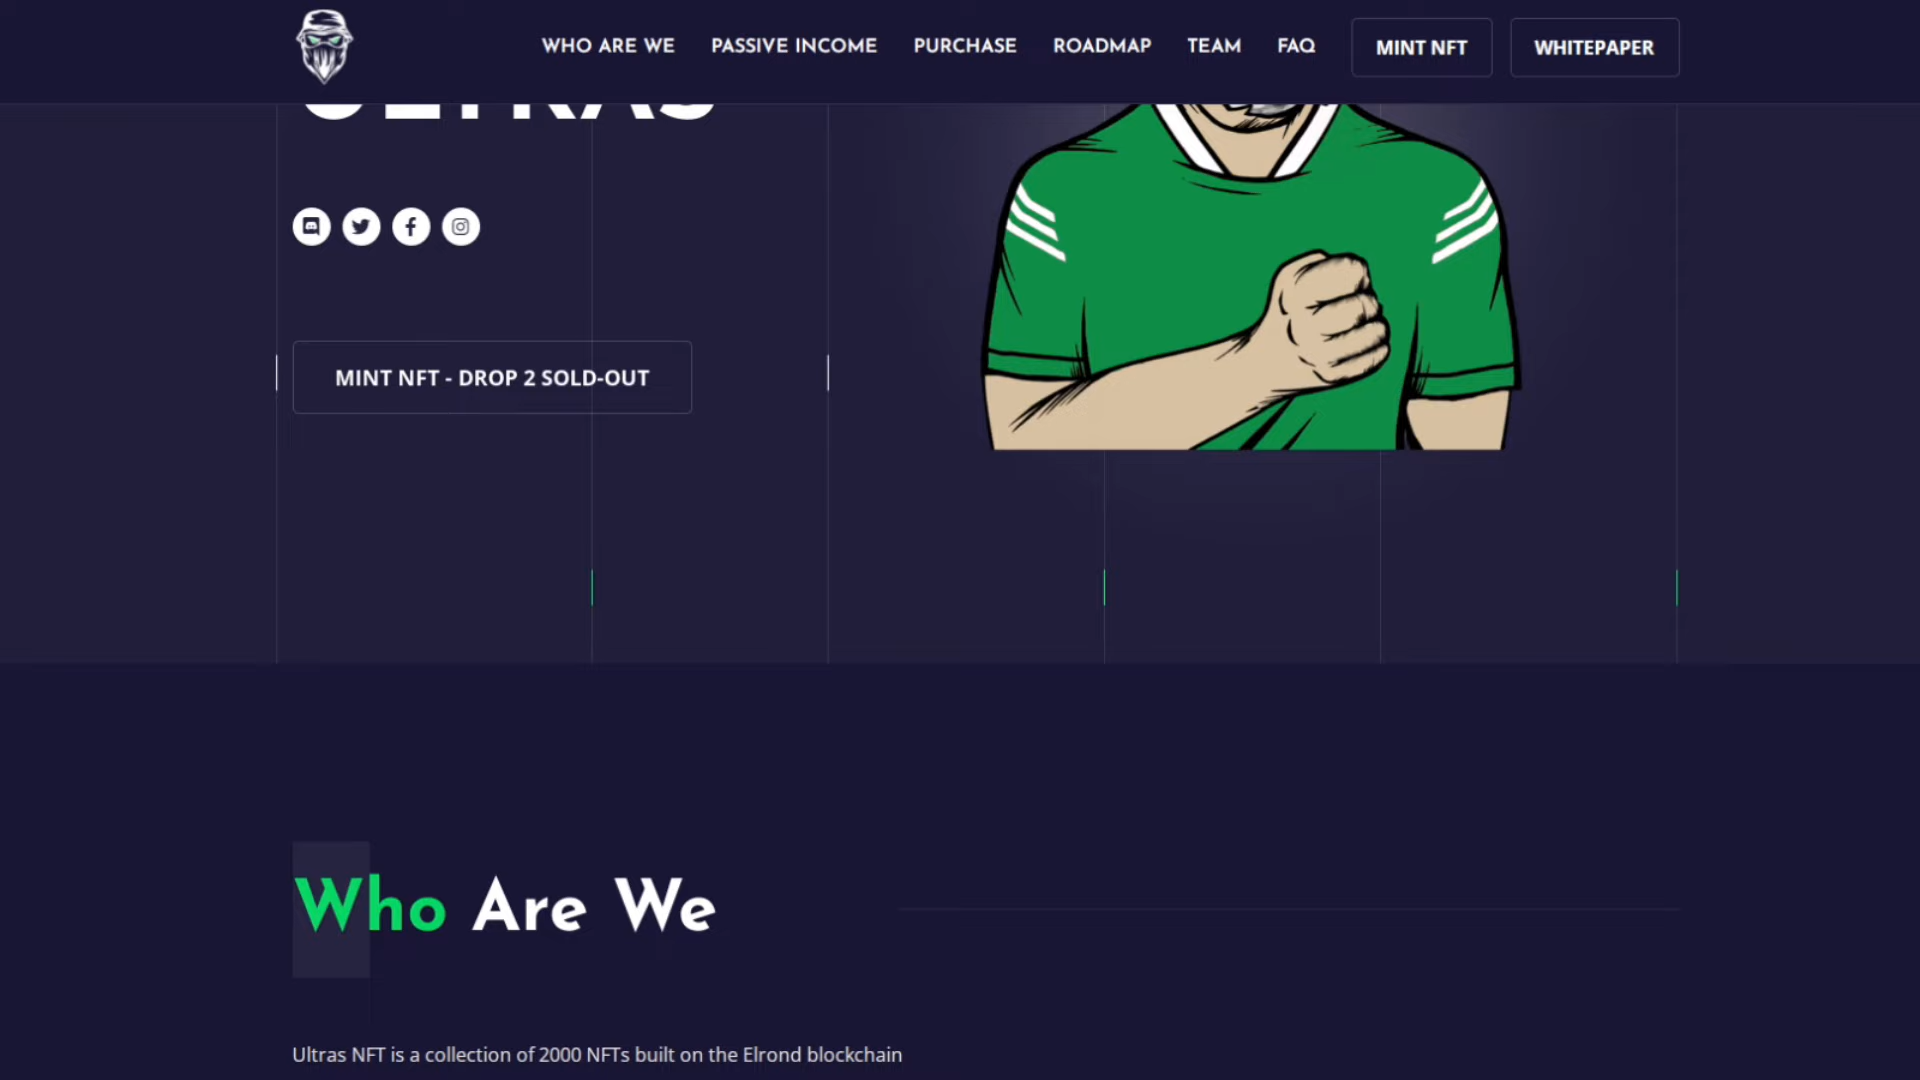 WHO ARE WE PASSIVE INCOME PURCHASE ROADMAP TEAM FAQ MINT NFT WHITEPAPER
ULTRAS
MINT NFT - DROP 2 SOLD-OUT
Who Are We
Ultras NFT is a collection of 2000 NFTs built on the Elrond blockchain